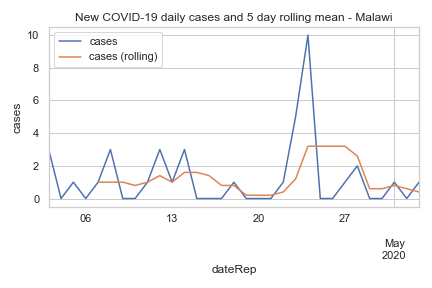 New COVID-19 daily cases and 5 day rolling mean - Malawi
cases
cases (rolling)
cases
10
8
6
4
2
0
06
13
20
27
May
2020
dateRep